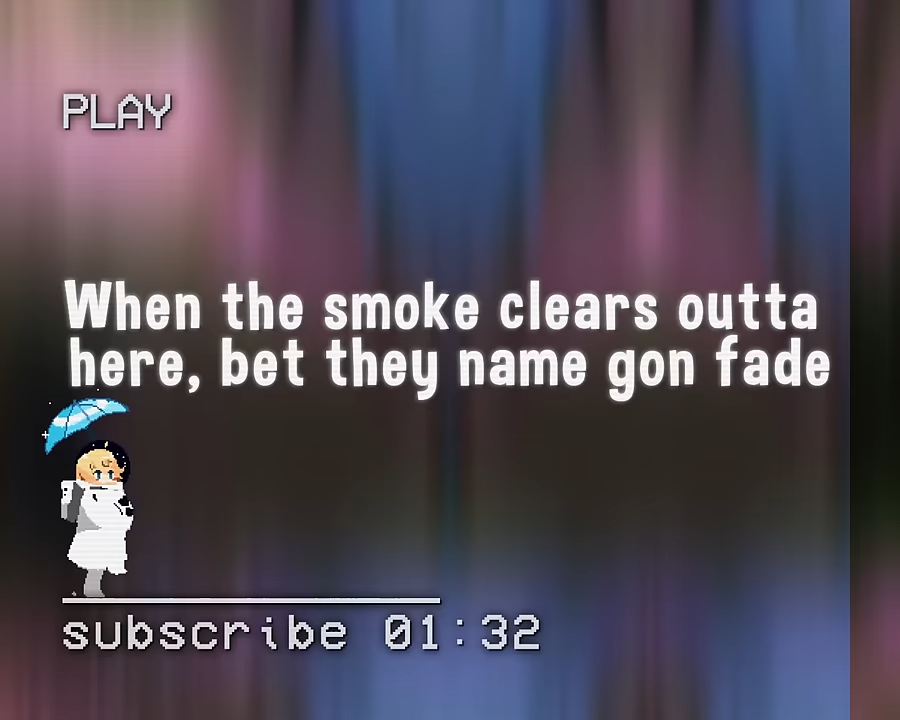 PLAY
When the smoke clears outta
here, bet they name gon fade
subscribe 01:32